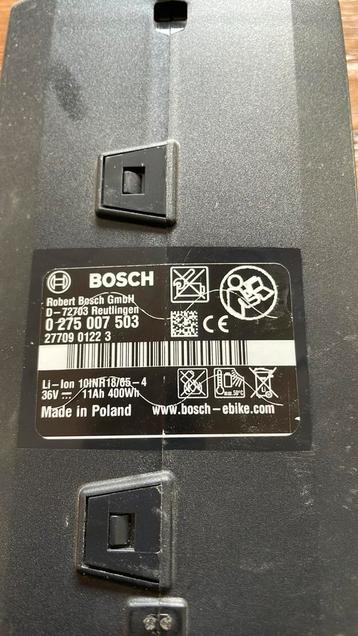 BOSCH
Robert Bosch GmbH
D-72703 Reutlingen
0 275 007 503
27709 0122 3
CE
Li-Ion 10INR18/65-4
36V 11Ah 400Wh
Made in Poland
www.bosch-ebike.com